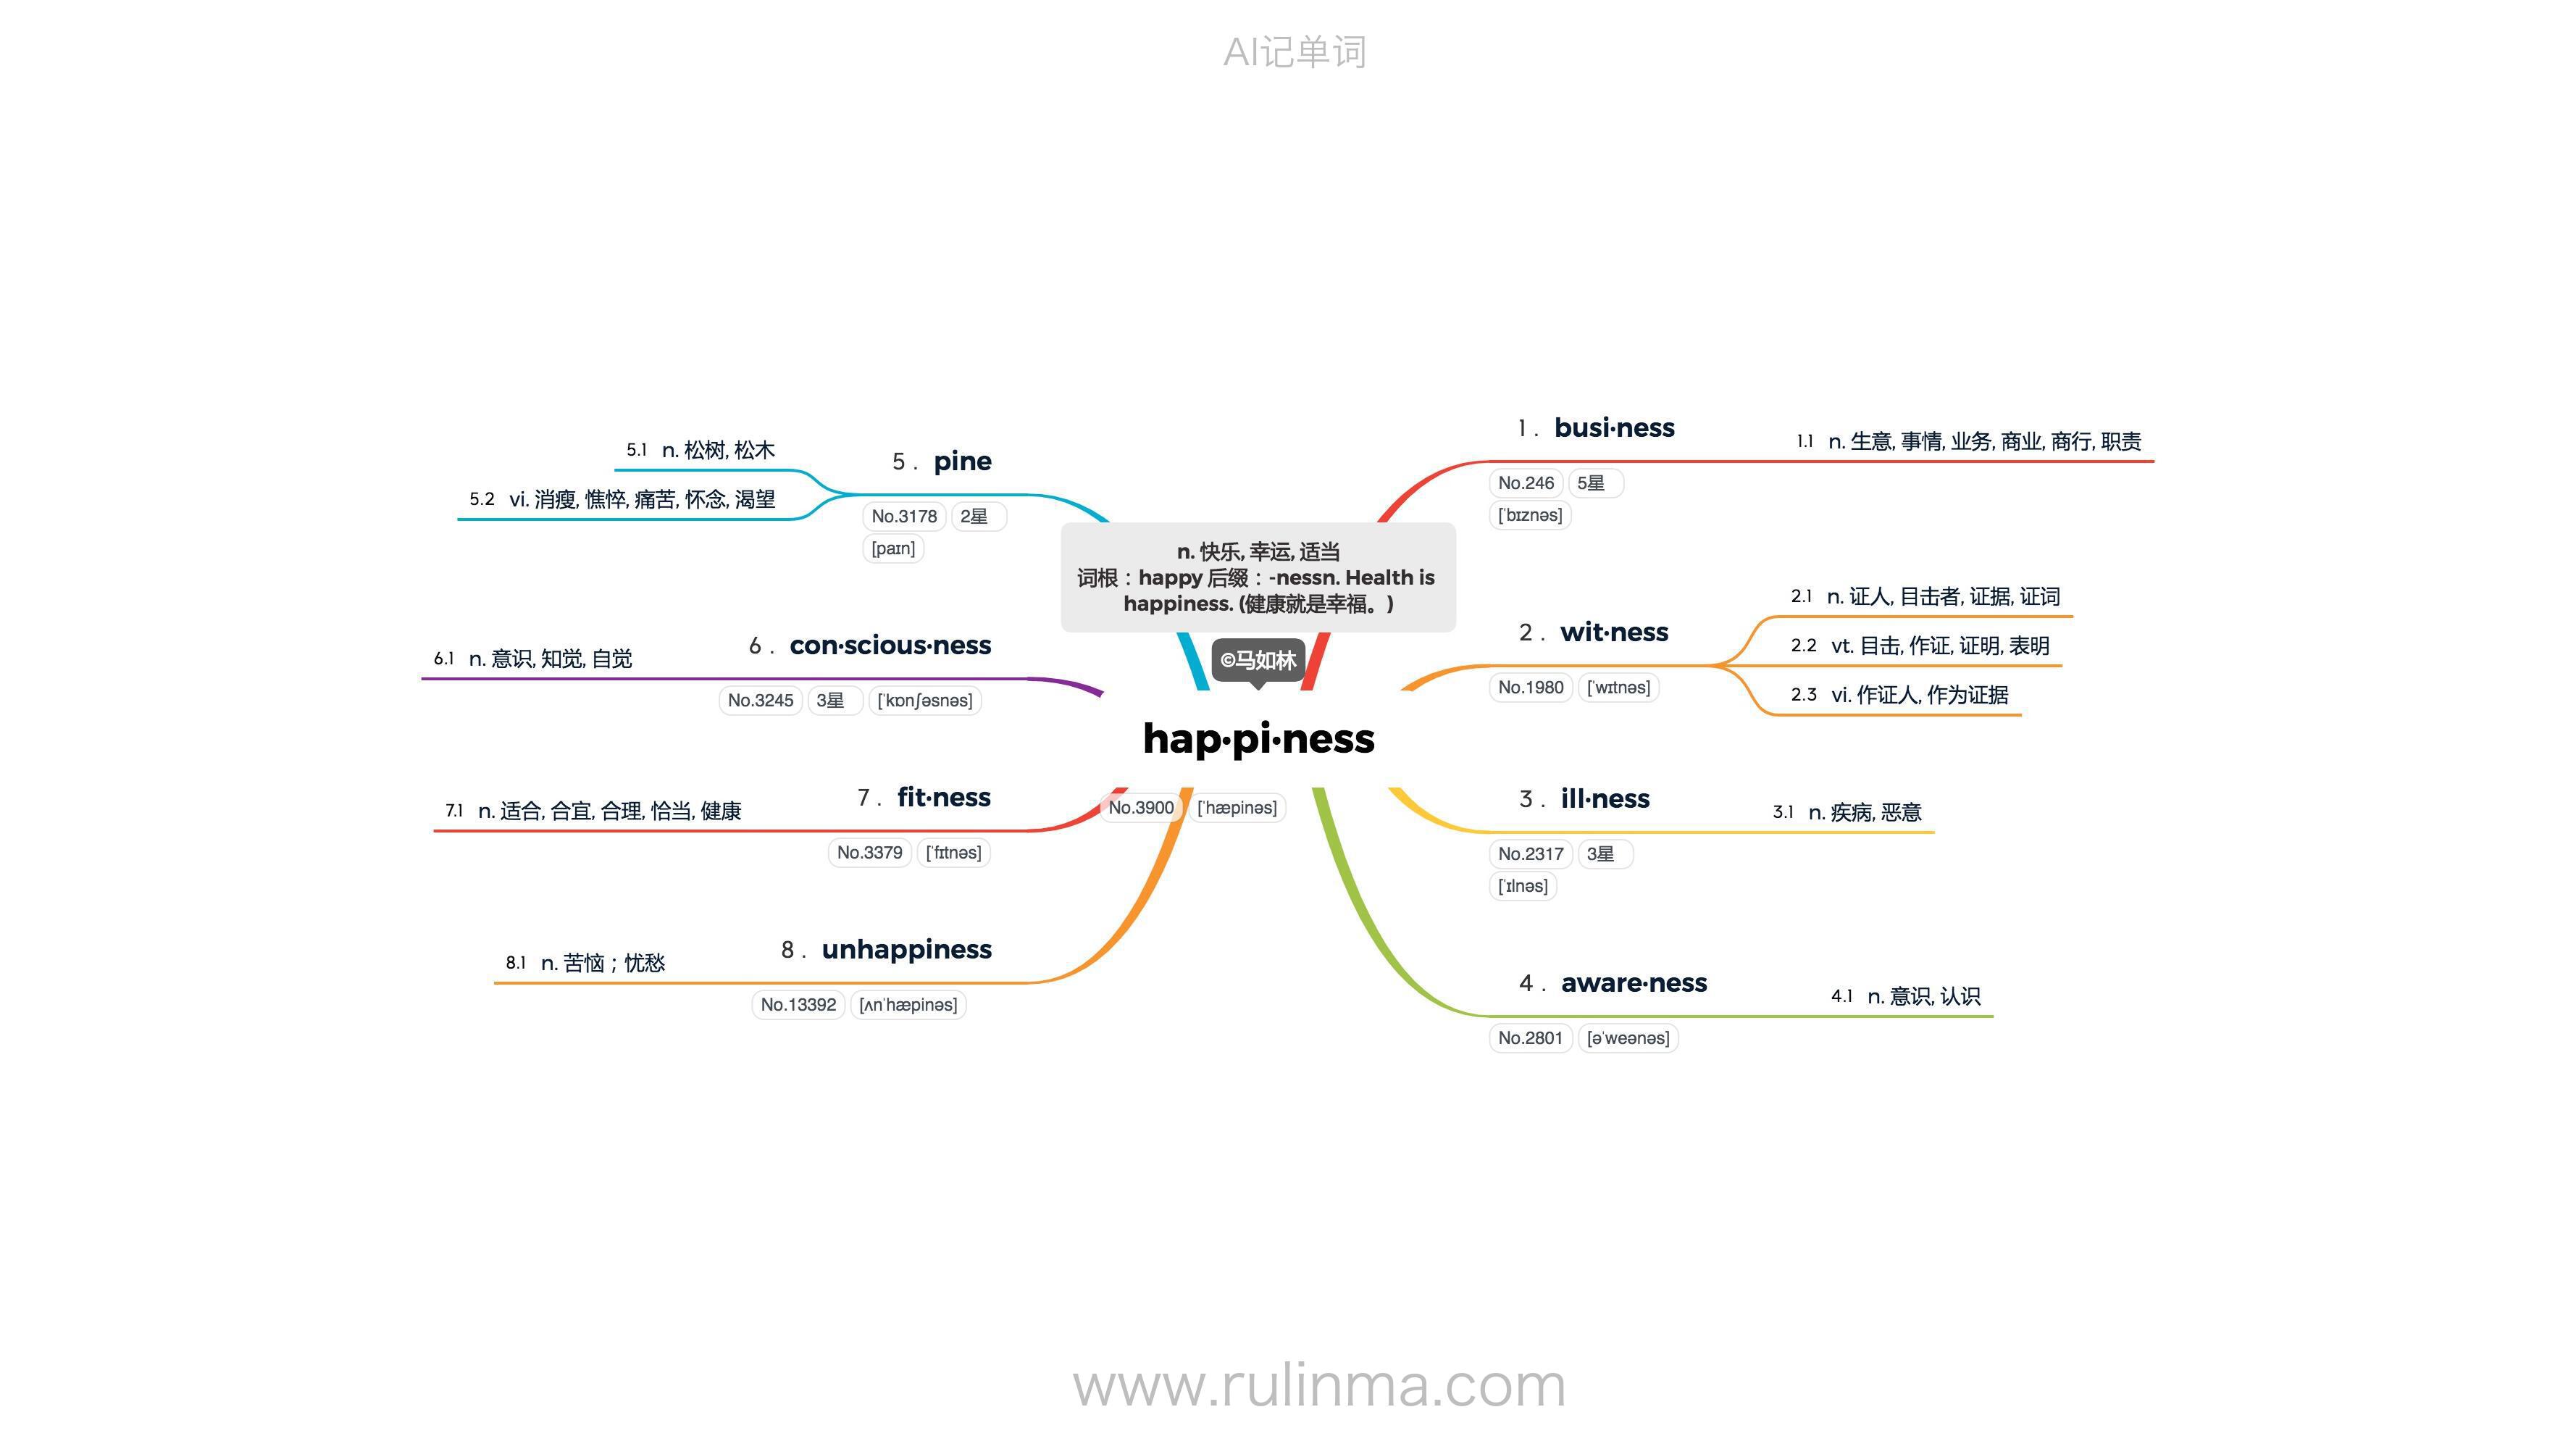 AI记单词
n. 快乐, 幸运, 适当
词根：happy 后缀：-nessn. Health is
happiness. (健康就是幸福。)
©马如林
hap·pi·ness
No.3900 [ˈhæpinəs]
1. busi·ness
No.246 5星
[ˈbɪznəs]
1.1 n. 生意, 事情, 业务, 商业, 商行, 职责
2. wit·ness
No.1980 [ˈwɪtnəs]
2.1 n. 证人, 目击者, 证据, 证词
2.2 vt. 目击, 作证, 证明, 表明
2.3 vi. 作证人, 作为证据
3. ill·ness
No.2317 3星
[ˈɪlnəs]
3.1 n. 疾病, 恶意
4. aware·ness
No.2801 [əˈweənəs]
4.1 n. 意识, 认识
5. pine
No.3178 2星
[paɪn]
5.1 n. 松树, 松木
5.2 vi. 消瘦, 憔悴, 痛苦, 怀念, 渴望
6. con·scious·ness
No.3245 3星 [ˈkɒnʃəsnəs]
6.1 n. 意识, 知觉, 自觉
7. fit·ness
No.3379 [ˈfɪtnəs]
7.1 n. 适合, 合宜, 合理, 恰当, 健康
8. unhappiness
No.13392 [ʌnˈhæpinəs]
8.1 n. 苦恼；忧愁
www.rulinma.com